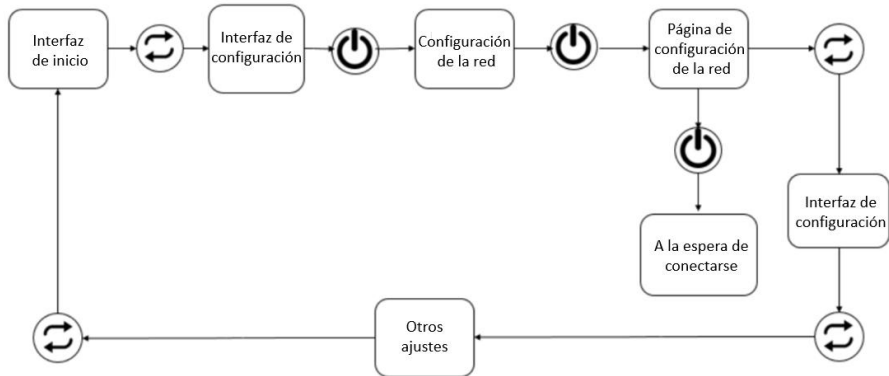 Interfaz
de inicio
Interfaz de
configuración
Configuración
de la red
Página de
configuración
de la red
Interfaz de
configuración
A la espera de
conectarse
Otros
ajustes